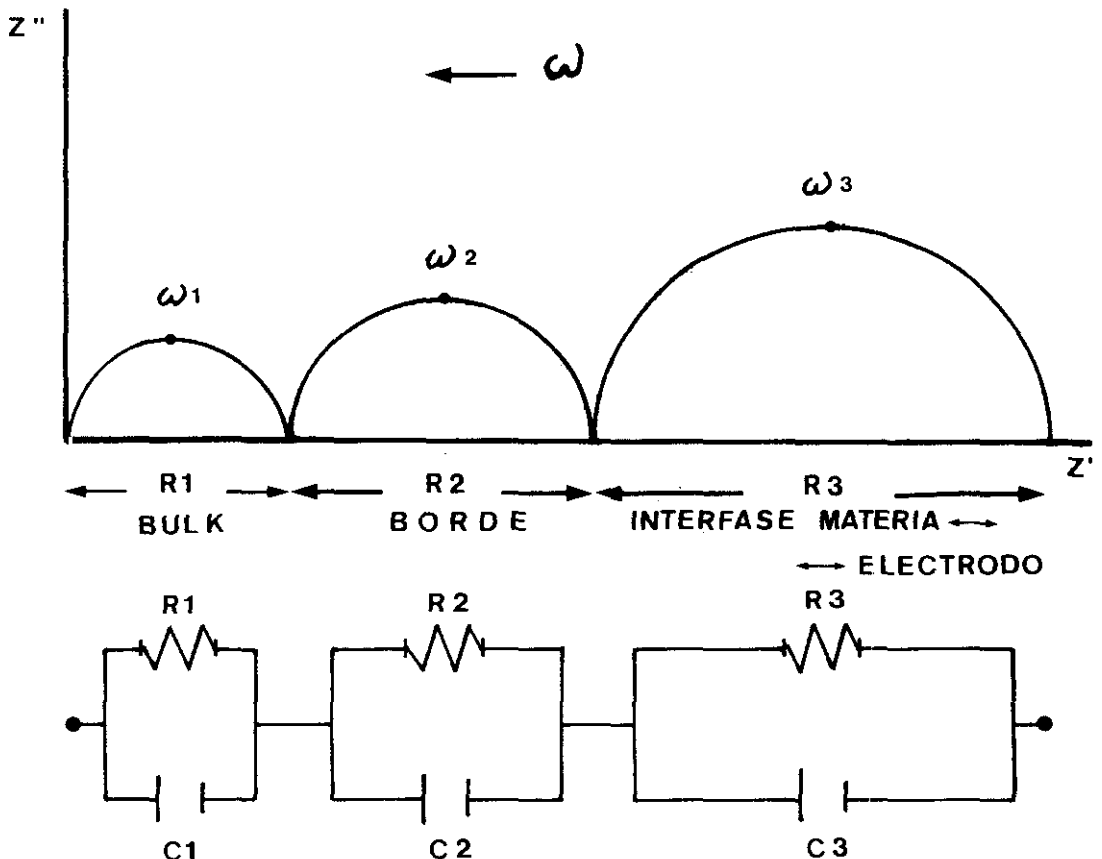 Z"
ω
ω1
ω2
ω3
Z'
R1 R2 R3
BULK BORDE INTERFASE MATERIA
ELECTRODO
R1 R2 R3
C1 C2 C3